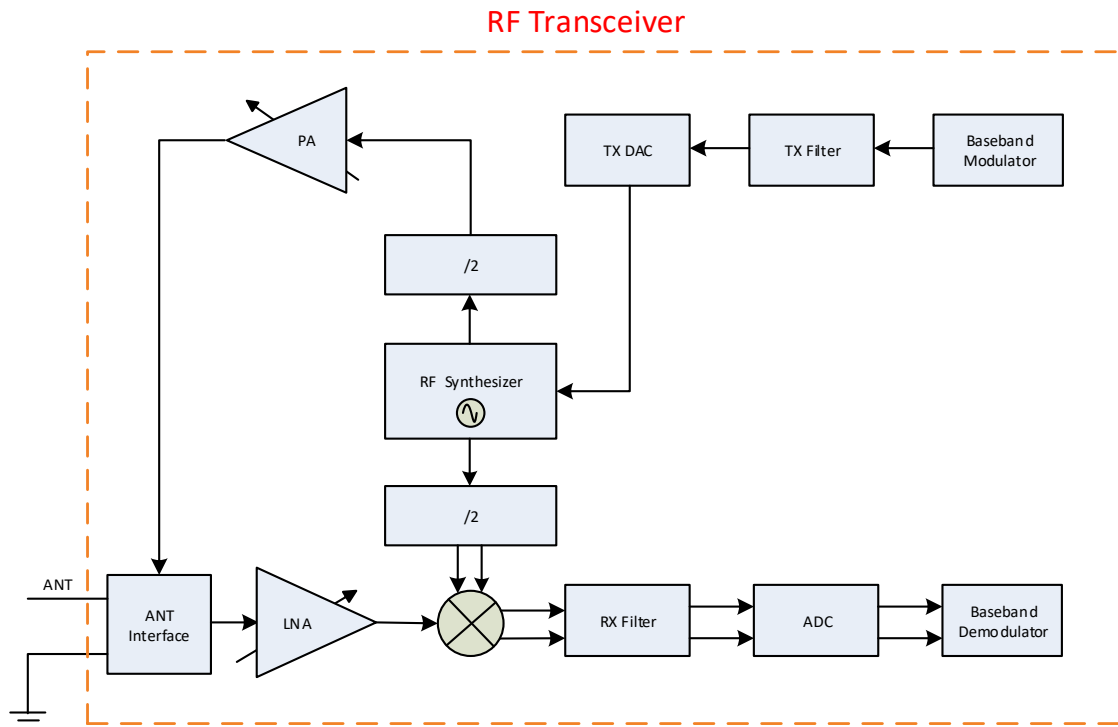 RF Transceiver
PA
TX DAC
TX Filter
Baseband
Modulator
/2
RF Synthesizer
/2
ANT
ANT
Interface
LNA
RX Filter
ADC
Baseband
Demodulator